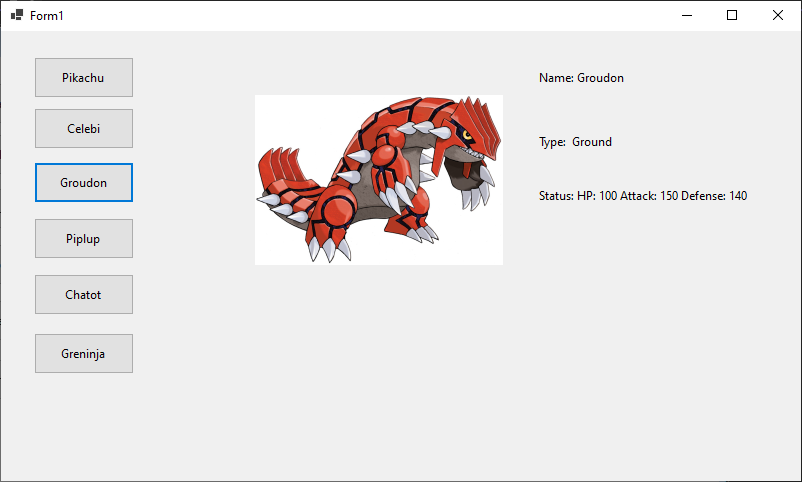 Form1
Pikachu
Celebi
Groudon
Piplup
Chatot
Greninja
Name: Groudon
Type:  Ground
Status: HP: 100 Attack: 150 Defense: 140